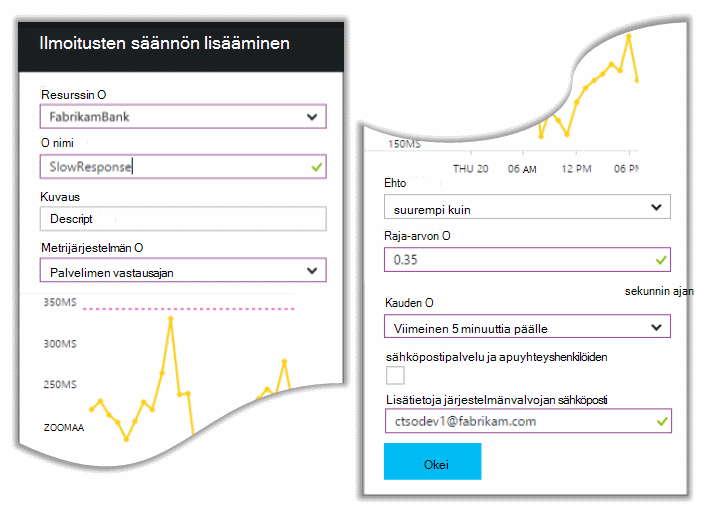 Ilmoitusten säännön lisääminen
Resurssin O
FabrikamBank
O nimi
SlowResponse
Kuvaus
Descript
Metrijärjestelmän O
Palvelimen vastausajan
350MS
300MS
250MS
ZOOMAA
150MS
THU 20 06 AM 12 PM 06 PM
Ehto
suurempi kuin
Raja-arvon O
0.35
sekunnin ajan
Kauden O
Viimeinen 5 minuuttia päälle
sähköpostipalvelu ja apuyhteyshenkilöiden
Lisätietoja järjestelmänvalvojan sähköposti
ctsodev1@fabrikam.com
Okei